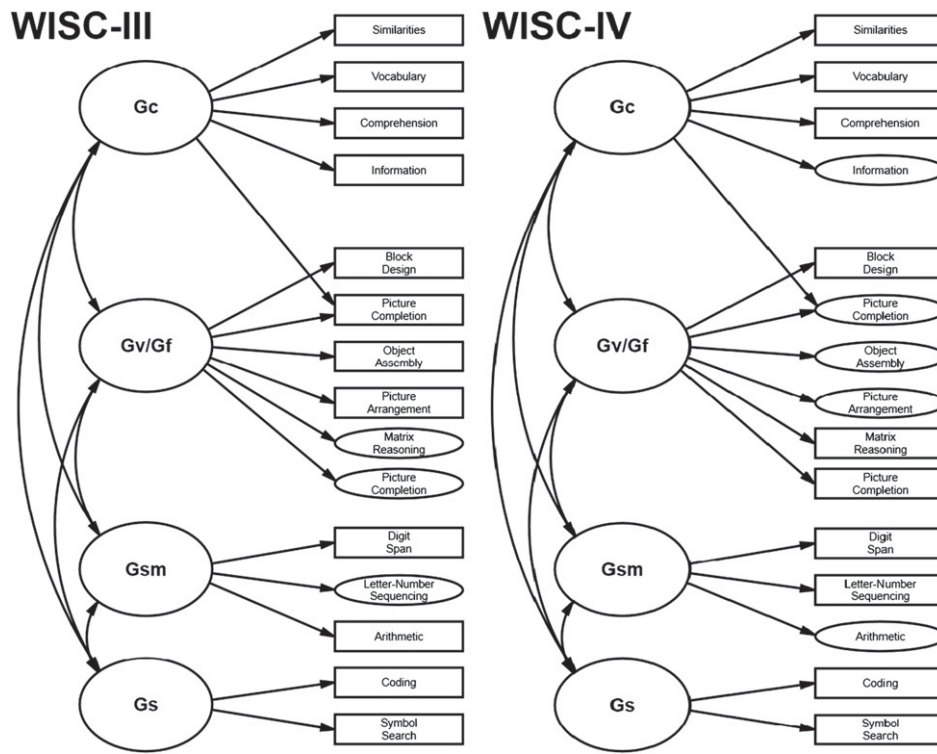 WISC-III
Gc
Similarities
Vocabulary
Comprehension
Information
Gv/Gf
Block
Design
Picture
Completion
Object
Assembly
Picture
Arrangement
Matrix
Reasoning
Picture
Completion
Gsm
Digit
Span
Letter-Number
Sequencing
Arithmetic
Gs
Coding
Symbol
Search
WISC-IV
Gc
Similarities
Vocabulary
Comprehension
Information
Gv/Gf
Block
Design
Picture
Completion
Object
Assembly
Picture
Arrangement
Matrix
Reasoning
Picture
Completion
Gsm
Digit
Span
Letter-Number
Sequencing
Arithmetic
Gs
Coding
Symbol
Search